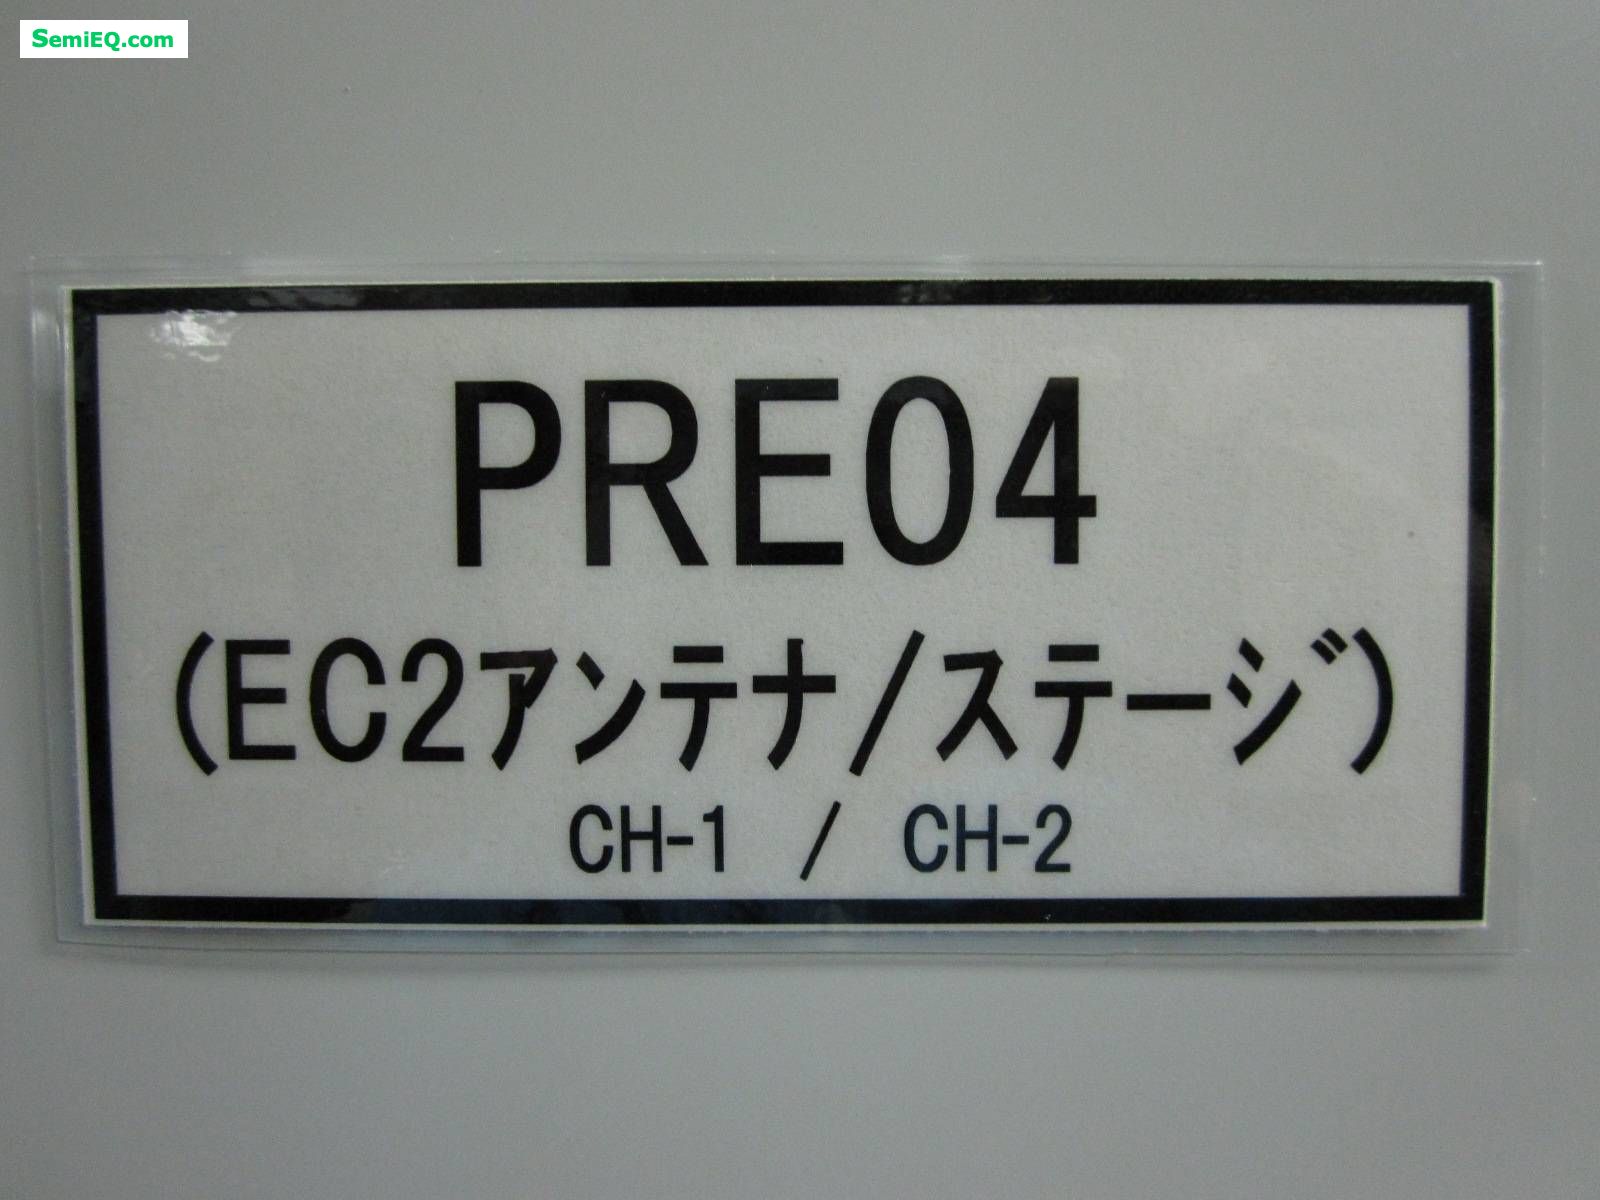 SemiEQ.com
PRE04
(EC2ｱﾝﾃﾅ/ｽﾃｰｼﾞ)
CH-1 / CH-2